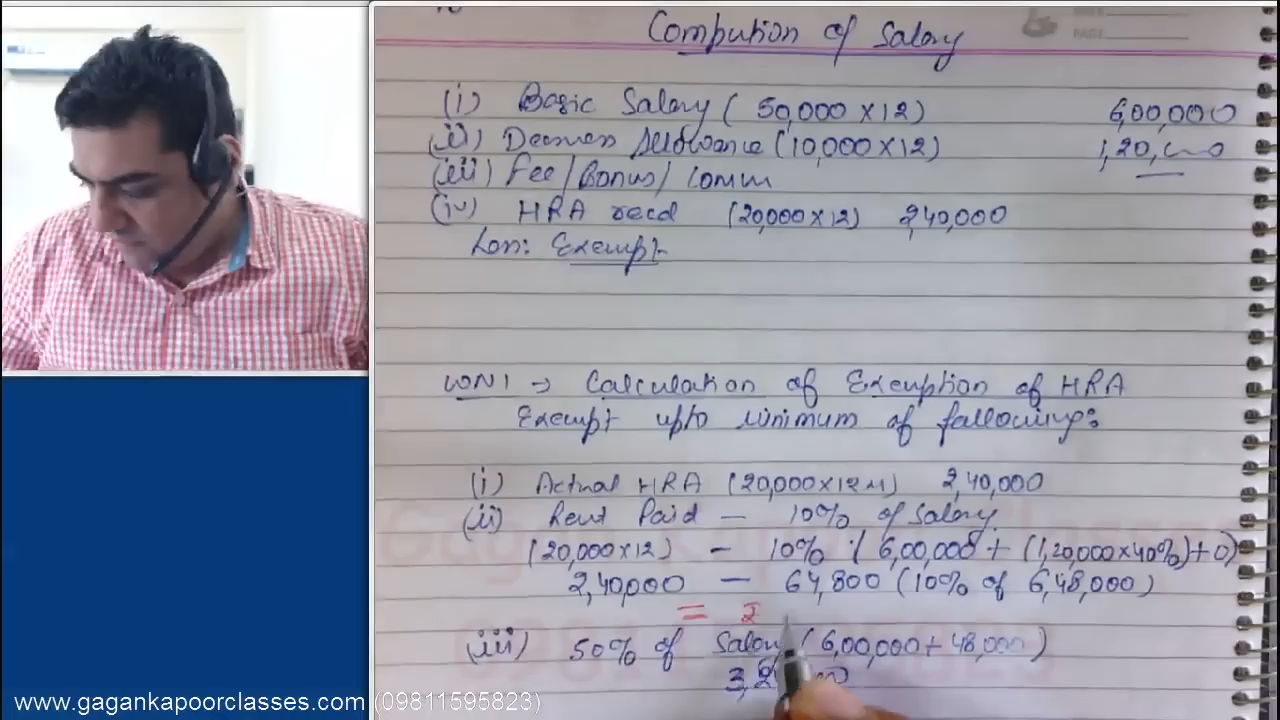 Compution of Salary
(i) Basic Salary ( 50,000 × 12) 6,00,000
(ii) Dearness Allowance (10,000 × 12) 1,20,000
(iii) Fee / Bonus / Comm
(iv) HRA recd (20,000 × 12) 2,40,000
Less: Exempt
WN1 → Calculation of Exemption of HRA
Exempt upto minimum of following:
(i) Actual HRA (20,000 × 12 M) 2,40,000
(ii) Rent Paid — 10% of Salary
(20,000 × 12) — 10% (6,00,000 + (1,20,000 × 40%) + 0)
2,40,000 — 64,800 (10% of 6,48,000)
=
(iii) 50% of Salary (6,00,000 + 48,000)
www.gagankapoorclasses.com (09811595823)